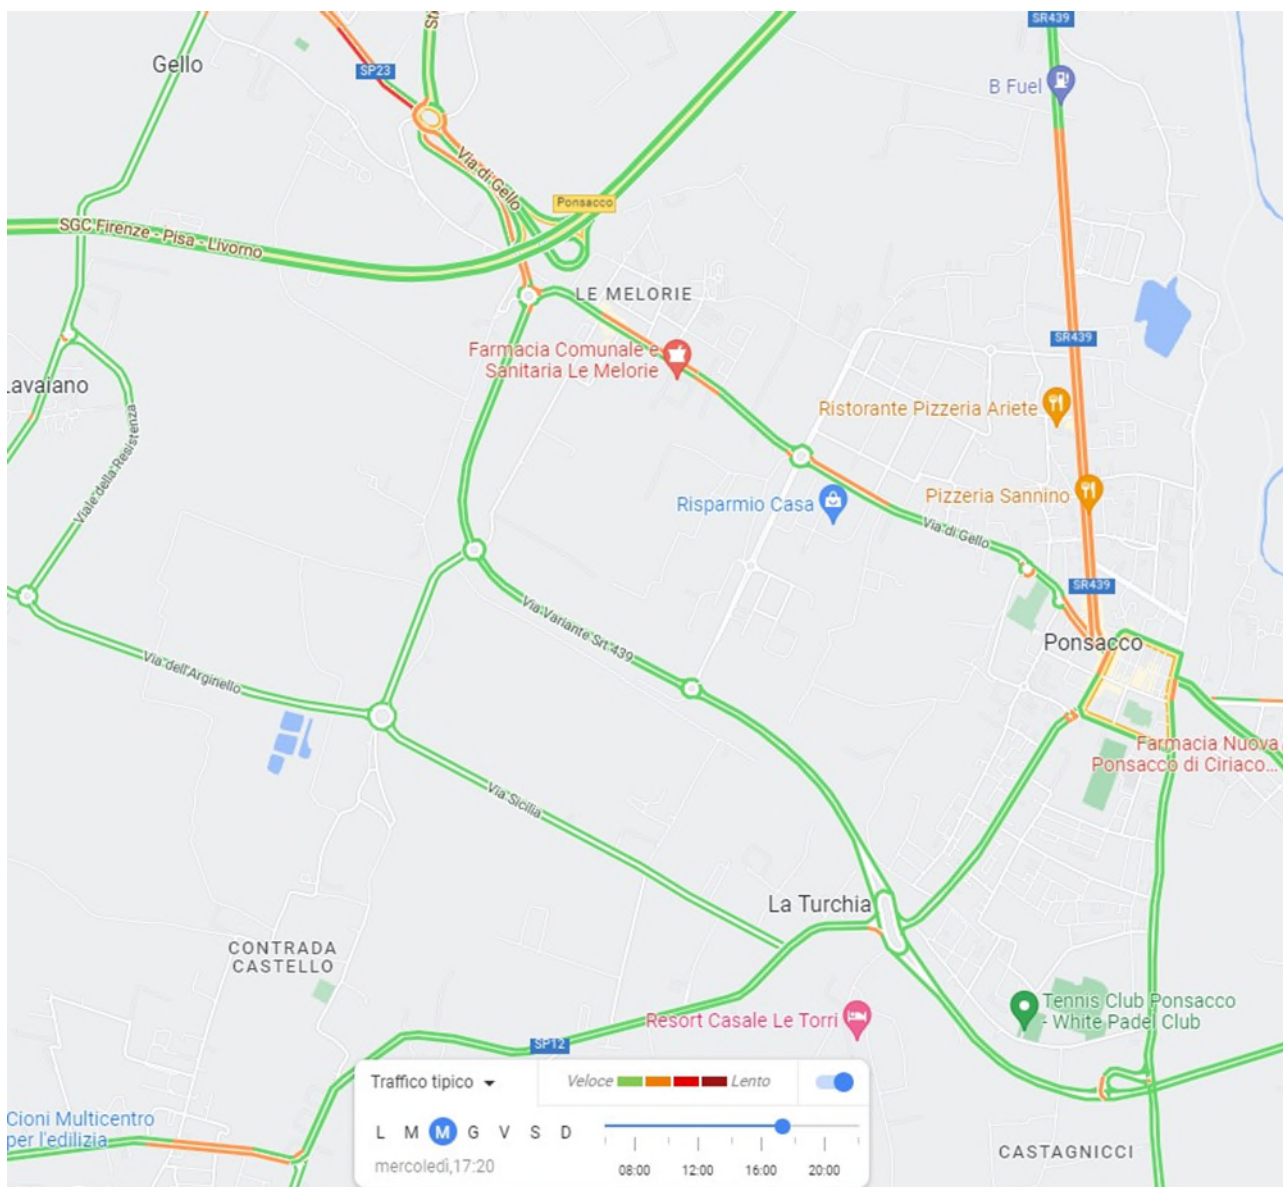 SR439
Gello
SP23
Str
B Fuel
Via di Gello
Ponsacco
SGC Firenze - Pisa - Livorno
LE MELORIE
SR439
Farmacia Comunale e
Sanitaria Le Melorie
Lavaiano
Ristorante Pizzeria Ariete
Viale della Resistenza
Pizzeria Sannino
Risparmio Casa
Via di Gello
SR439
Via Variante Srt 439
Ponsacco
Via dell'Arginello
Farmacia Nuova
Ponsacco di Ciriaco...
Via Sicilia
La Turchia
CONTRADA
CASTELLO
Tennis Club Ponsacco
- White Padel Club
Resort Casale Le Torri
SP12
Traffico tipico
Veloce
Lento
Cioni Multicentro
per l'edilizia
L M M G V S D
mercoledì,17:20
08:00 12:00 16:00 20:00
CASTAGNICCI